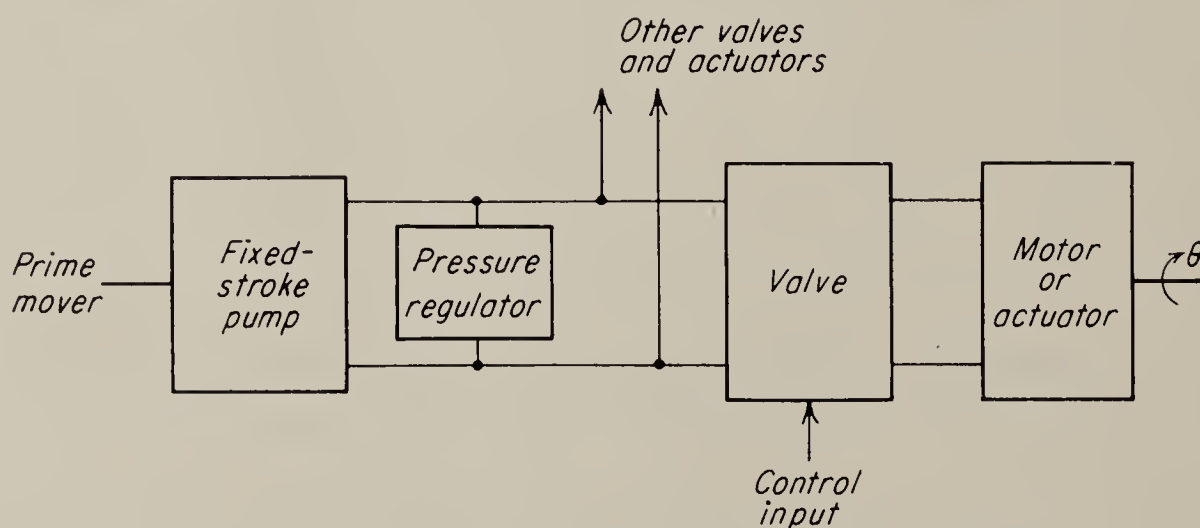 Other valves
and actuators
Prime
mover
Fixed-
stroke
pump
Pressure
regulator
Valve
Motor
or
actuator
θ
Control
input